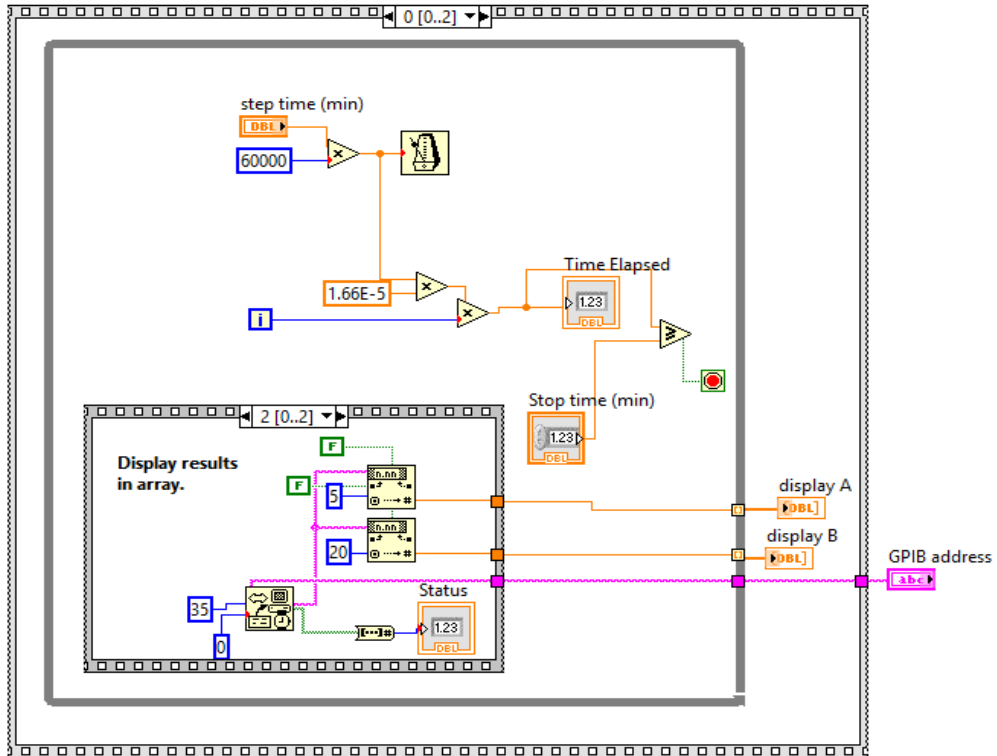 0 [0..2]
step time (min)
DBL
60000
1.66E-5
i
Time Elapsed
1.23
DBL
Stop time (min)
1.23
DBL
2 [0..2]
Display results
in array.
F
F
n.nn
5
n.nn
20
35
0
Status
1.23
DBL
display A
DBL]
display B
DBL]
GPIB address
abc